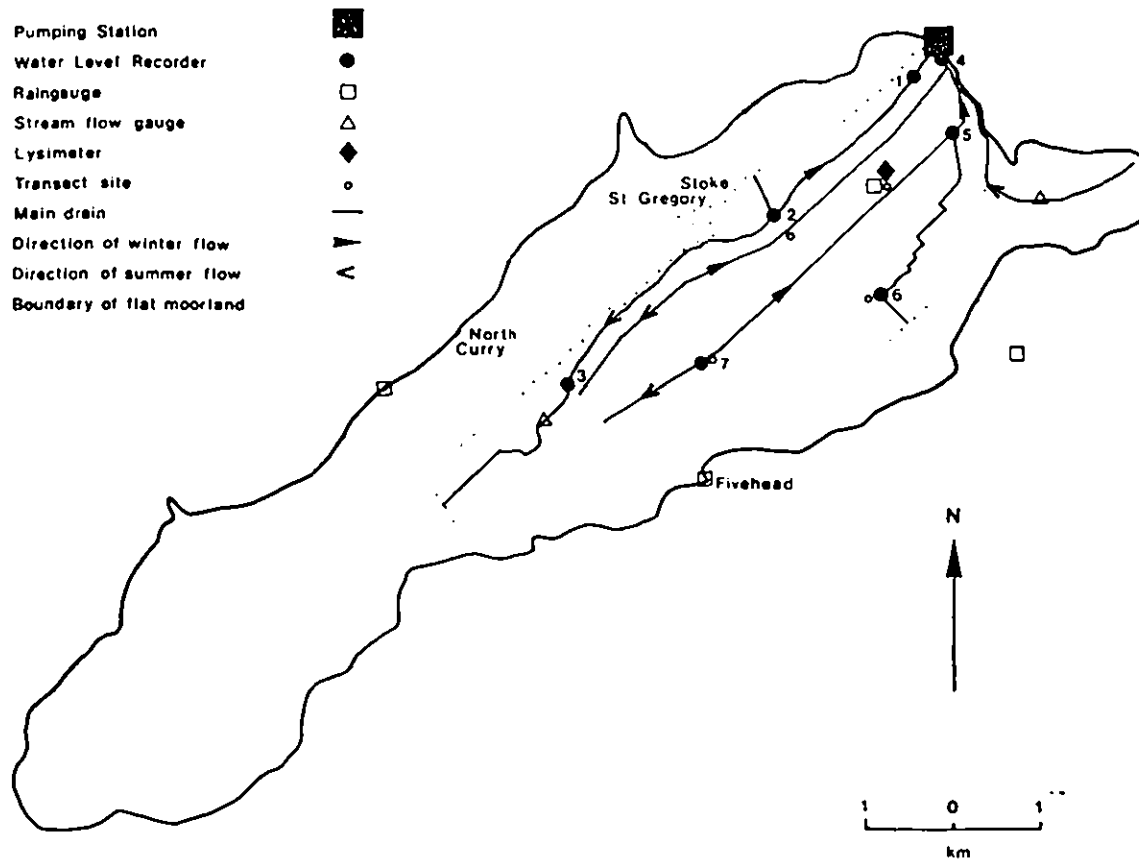 Pumping Station
Water Level Recorder
Raingauge
Stream flow gauge
Lysimeter
Transect site
Main drain
Direction of winter flow
Direction of summer flow
Boundary of flat moorland
4
1
5
Stoke
St Gregory
2
6
North
Curry
3
7
Fivehead
N
1 0 1
km